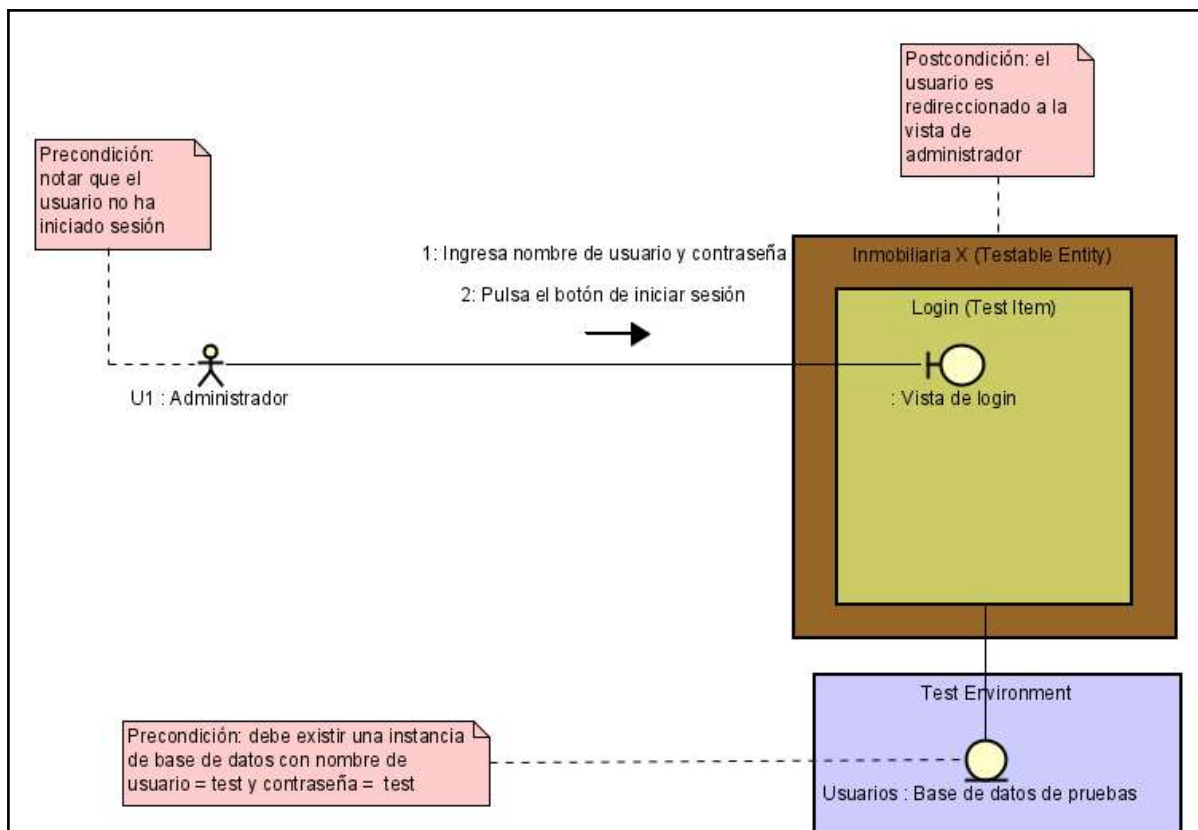 Postcondición: el
usuario es
redireccionado a la
vista de
administrador
Precondición:
notar que el
usuario no ha
iniciado sesión
1: Ingresa nombre de usuario y contraseña
2: Pulsa el botón de iniciar sesión
Inmobiliaria X (Testable Entity)
Login (Test Item)
U1 : Administrador
: Vista de login
Test Environment
Precondición: debe existir una instancia
de base de datos con nombre de
usuario = test y contraseña = test
Usuarios : Base de datos de pruebas